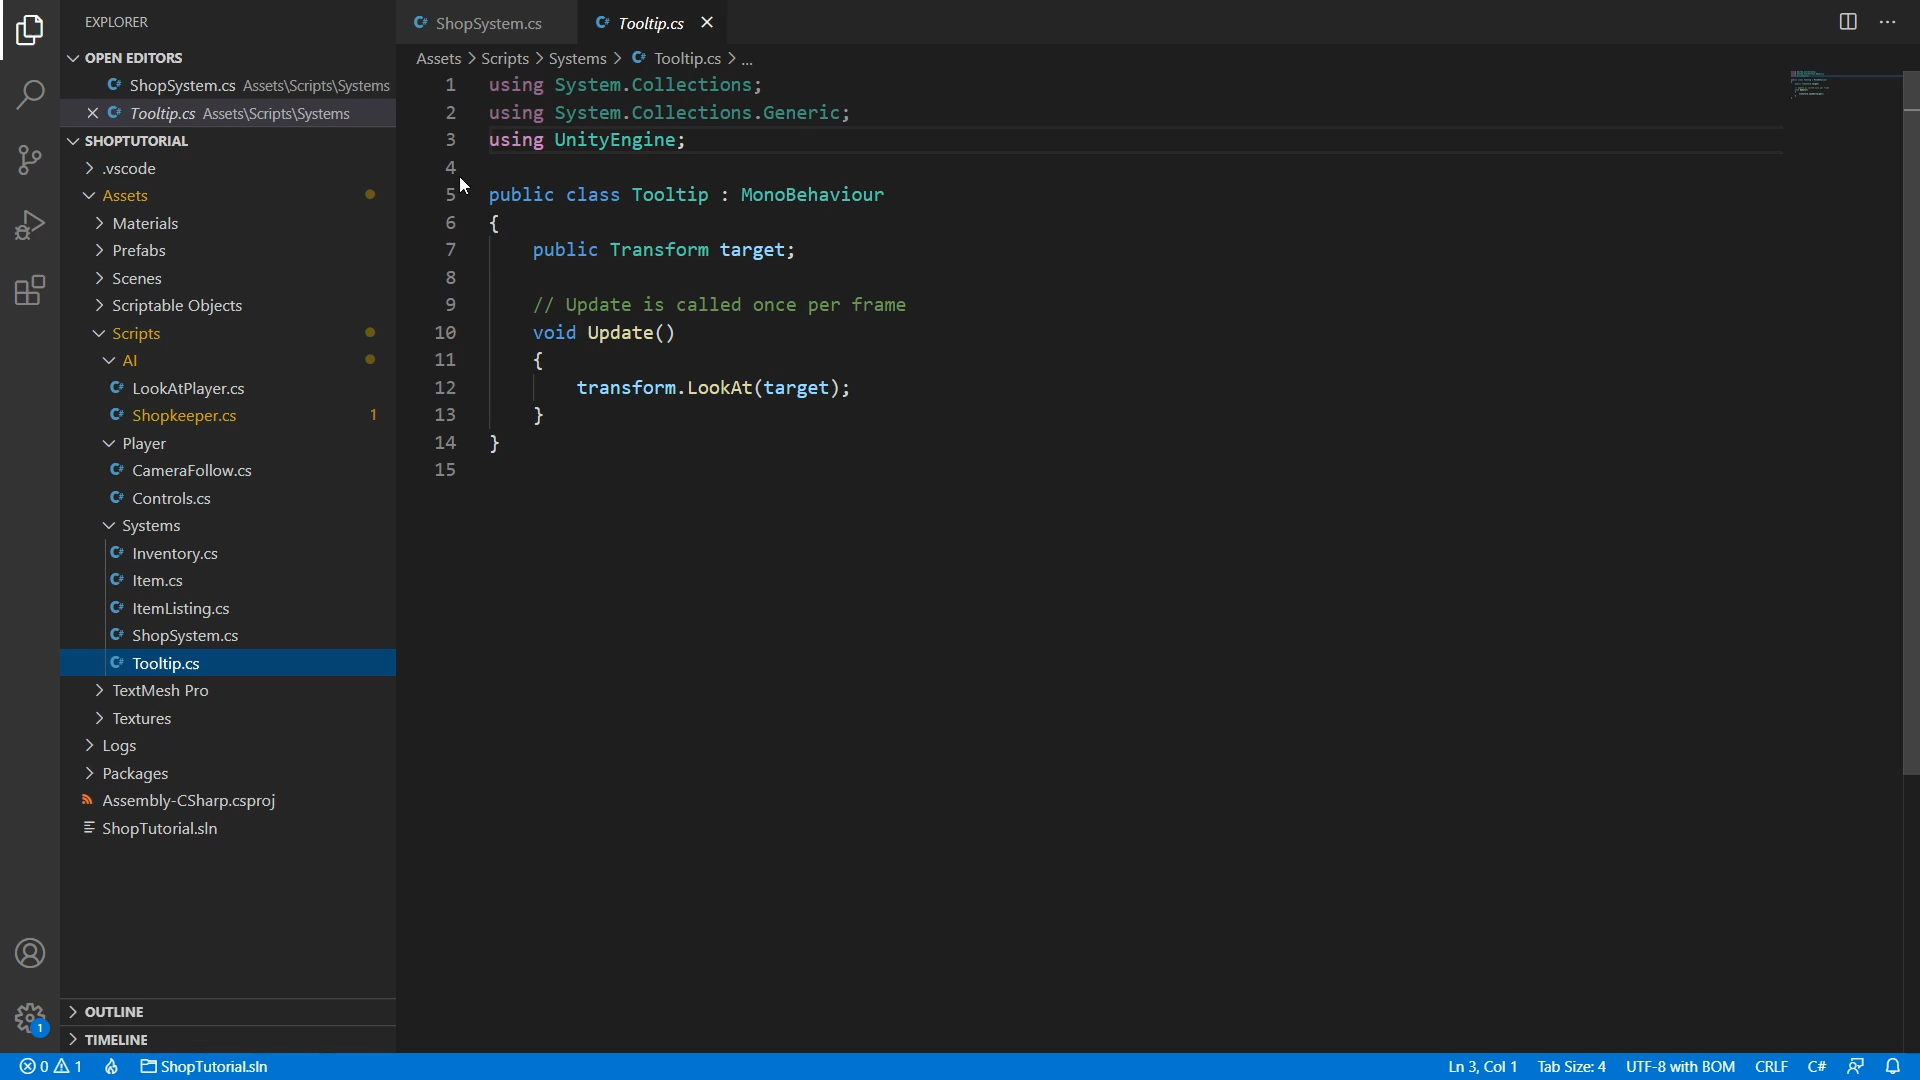 EXPLORER
OPEN EDITORS
ShopSystem.cs Assets\Scripts\Systems
Tooltip.cs Assets\Scripts\Systems
SHOPTUTORIAL
.vscode
Assets
Materials
Prefabs
Scenes
Scriptable Objects
Scripts
AI
LookAtPlayer.cs
Shopkeeper.cs 1
Player
CameraFollow.cs
Controls.cs
Systems
Inventory.cs
Item.cs
ItemListing.cs
ShopSystem.cs
Tooltip.cs
TextMesh Pro
Textures
Logs
Packages
Assembly-CSharp.csproj
ShopTutorial.sln
OUTLINE
TIMELINE
ShopSystem.cs Tooltip.cs
Assets > Scripts > Systems > Tooltip.cs > ...
1 using System.Collections;
2 using System.Collections.Generic;
3 using UnityEngine;
4
5 public class Tooltip : MonoBehaviour
6 {
7 public Transform target;
8
9 // Update is called once per frame
10 void Update()
11 {
12 transform.LookAt(target);
13 }
14 }
15
1
0 1 ShopTutorial.sln Ln 3, Col 1 Tab Size: 4 UTF-8 with BOM CRLF C#